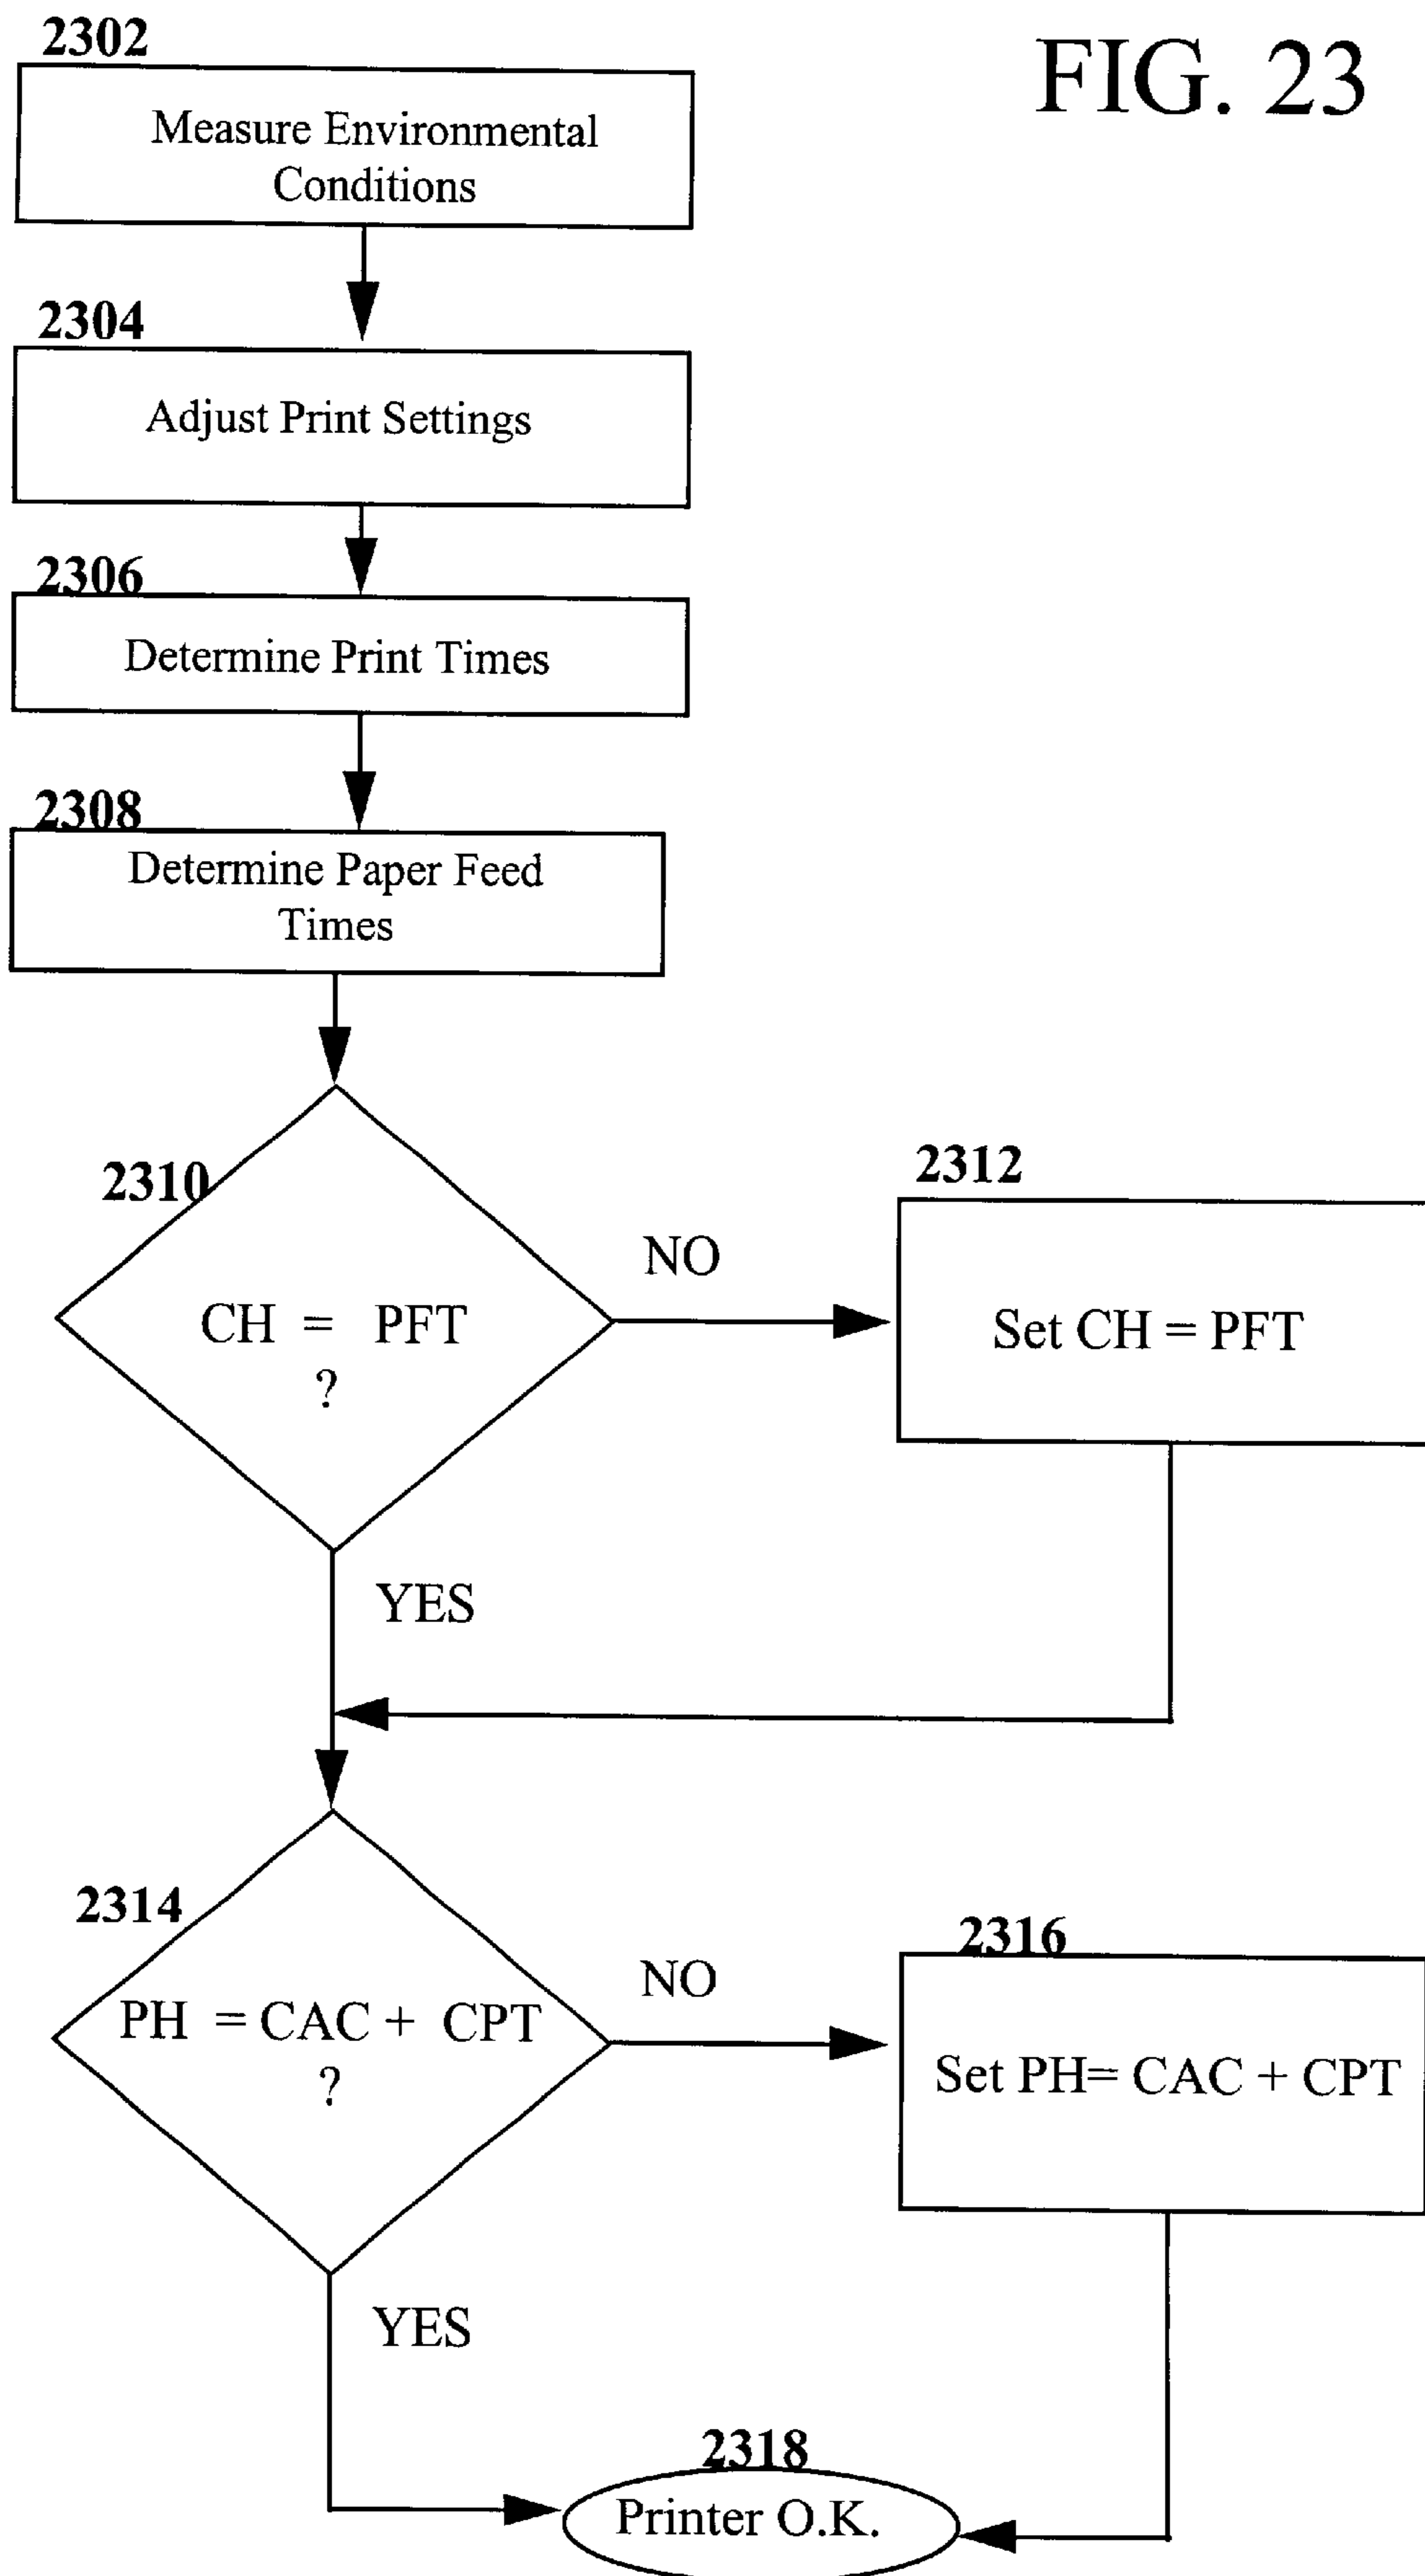 FIG. 23
2302
Measure Environmental
Conditions
2304
Adjust Print Settings
2306
Determine Print Times
2308
Determine Paper Feed
Times
2310
CH = PFT
?
NO
2312
Set CH = PFT
YES
2314
PH = CAC + CPT
?
NO
2316
Set PH= CAC + CPT
YES
2318
Printer O.K.